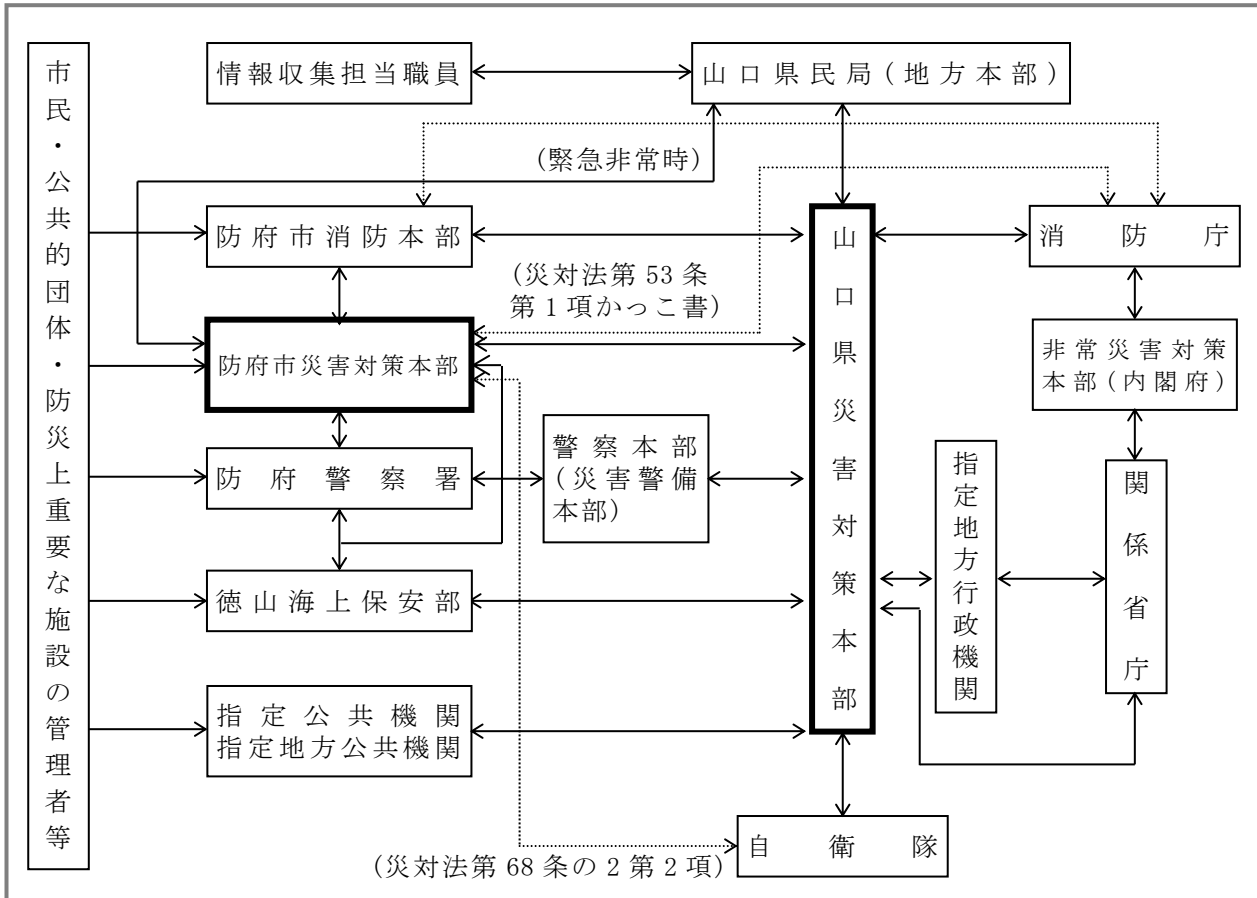 市民・公共的団体・防災上重要な施設の管理者等
情報収集担当職員
山口県民局(地方本部)
(緊急非常時)
防府市消防本部
山口県災害対策本部
消防庁
(災対法第53条
第1項かっこ書)
防府市災害対策本部
非常災害対策
本部(内閣府)
防府警察署
警察本部
(災害警備
本部)
指定地方行政機関
関係省庁
徳山海上保安部
指定公共機関
指定地方公共機関
自衛隊
(災対法第68条の2第2項)